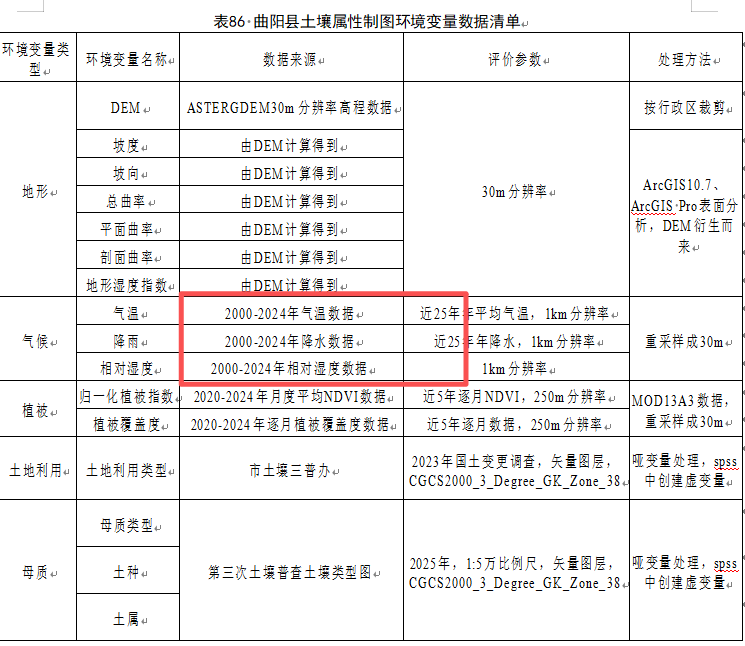 表86 曲阳县土壤属性制图环境变量数据清单
环境变量类
型
环境变量名称
数据来源
评价参数
处理方法
地形
DEM
ASTERGDEM30m分辨率高程数据
30m分辨率
按行政区裁剪
坡度
由DEM计算得到
ArcGIS10.7、
ArcGIS Pro表面分
析，DEM衍生而
来
坡向
由DEM计算得到
总曲率
由DEM计算得到
平面曲率
由DEM计算得到
剖面曲率
由DEM计算得到
地形湿度指数
由DEM计算得到
气候
气温
2000-2024年气温数据
近25年年平均气温，1km分辨率
重采样成30m
降雨
2000-2024年降水数据
近25年年降水，1km分辨率
相对湿度
2000-2024年相对湿度数据
1km分辨率
植被
归一化植被指数
2020-2024年月度平均NDVI数据
近5年逐月NDVI，250m分辨率
MOD13A3数据，
重采样成30m
植被覆盖度
2020-2024年逐月植被覆盖度数据
近5年逐月数据，250m分辨率
土地利用
土地利用类型
市土壤三普办
2023年国土变更调查，矢量图层，
CGCS2000_3_Degree_GK_Zone_38
哑变量处理，spss
中创建虚变量
母质
母质类型
第三次土壤普查土壤类型图
2025年，1:5万比例尺，矢量图层，
CGCS2000_3_Degree_GK_Zone_38
哑变量处理，spss
中创建虚变量
土种
土属